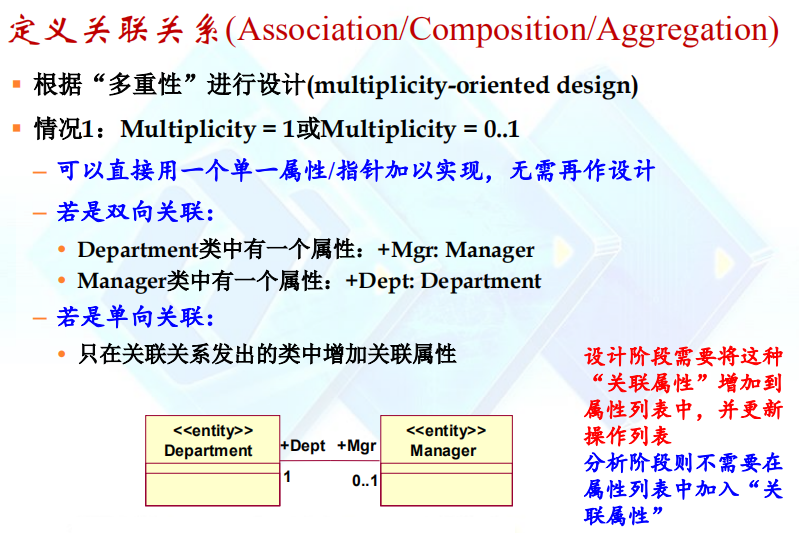 定义关联关系(Association/Composition/Aggregation)
根据“多重性”进行设计(multiplicity-oriented design)
情况1：Multiplicity = 1或Multiplicity = 0..1
– 可以直接用一个单一属性/指针加以实现，无需再作设计
– 若是双向关联：
• Department类中有一个属性：+Mgr: Manager
• Manager类中有一个属性：+Dept: Department
– 若是单向关联：
• 只在关联关系发出的类中增加关联属性
设计阶段需要将这种
“关联属性”增加到
属性列表中，并更新
操作列表
分析阶段则不需要在
属性列表中加入“关
联属性”
<<entity>>
Department
+Dept +Mgr
1 0..1
<<entity>>
Manager